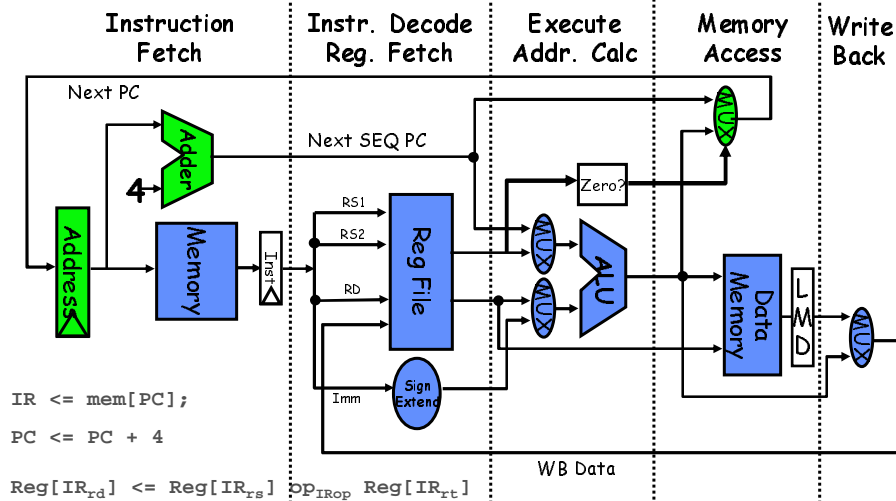 Instruction
Fetch
Instr. Decode
Reg. Fetch
Execute
Addr. Calc
Memory
Access
Write
Back
Next PC
Next SEQ PC
Adder
4
Zero?
MUX
Address
Memory
Inst
RS1
RS2
RD
Reg File
MUX
MUX
ALU
Data
Memory
L
M
D
MUX
Imm
Sign
Extend
WB Data
IR <= mem[PC];
PC <= PC + 4
Reg[IRrd] <= Reg[IRrs] opIRop Reg[IRrt]